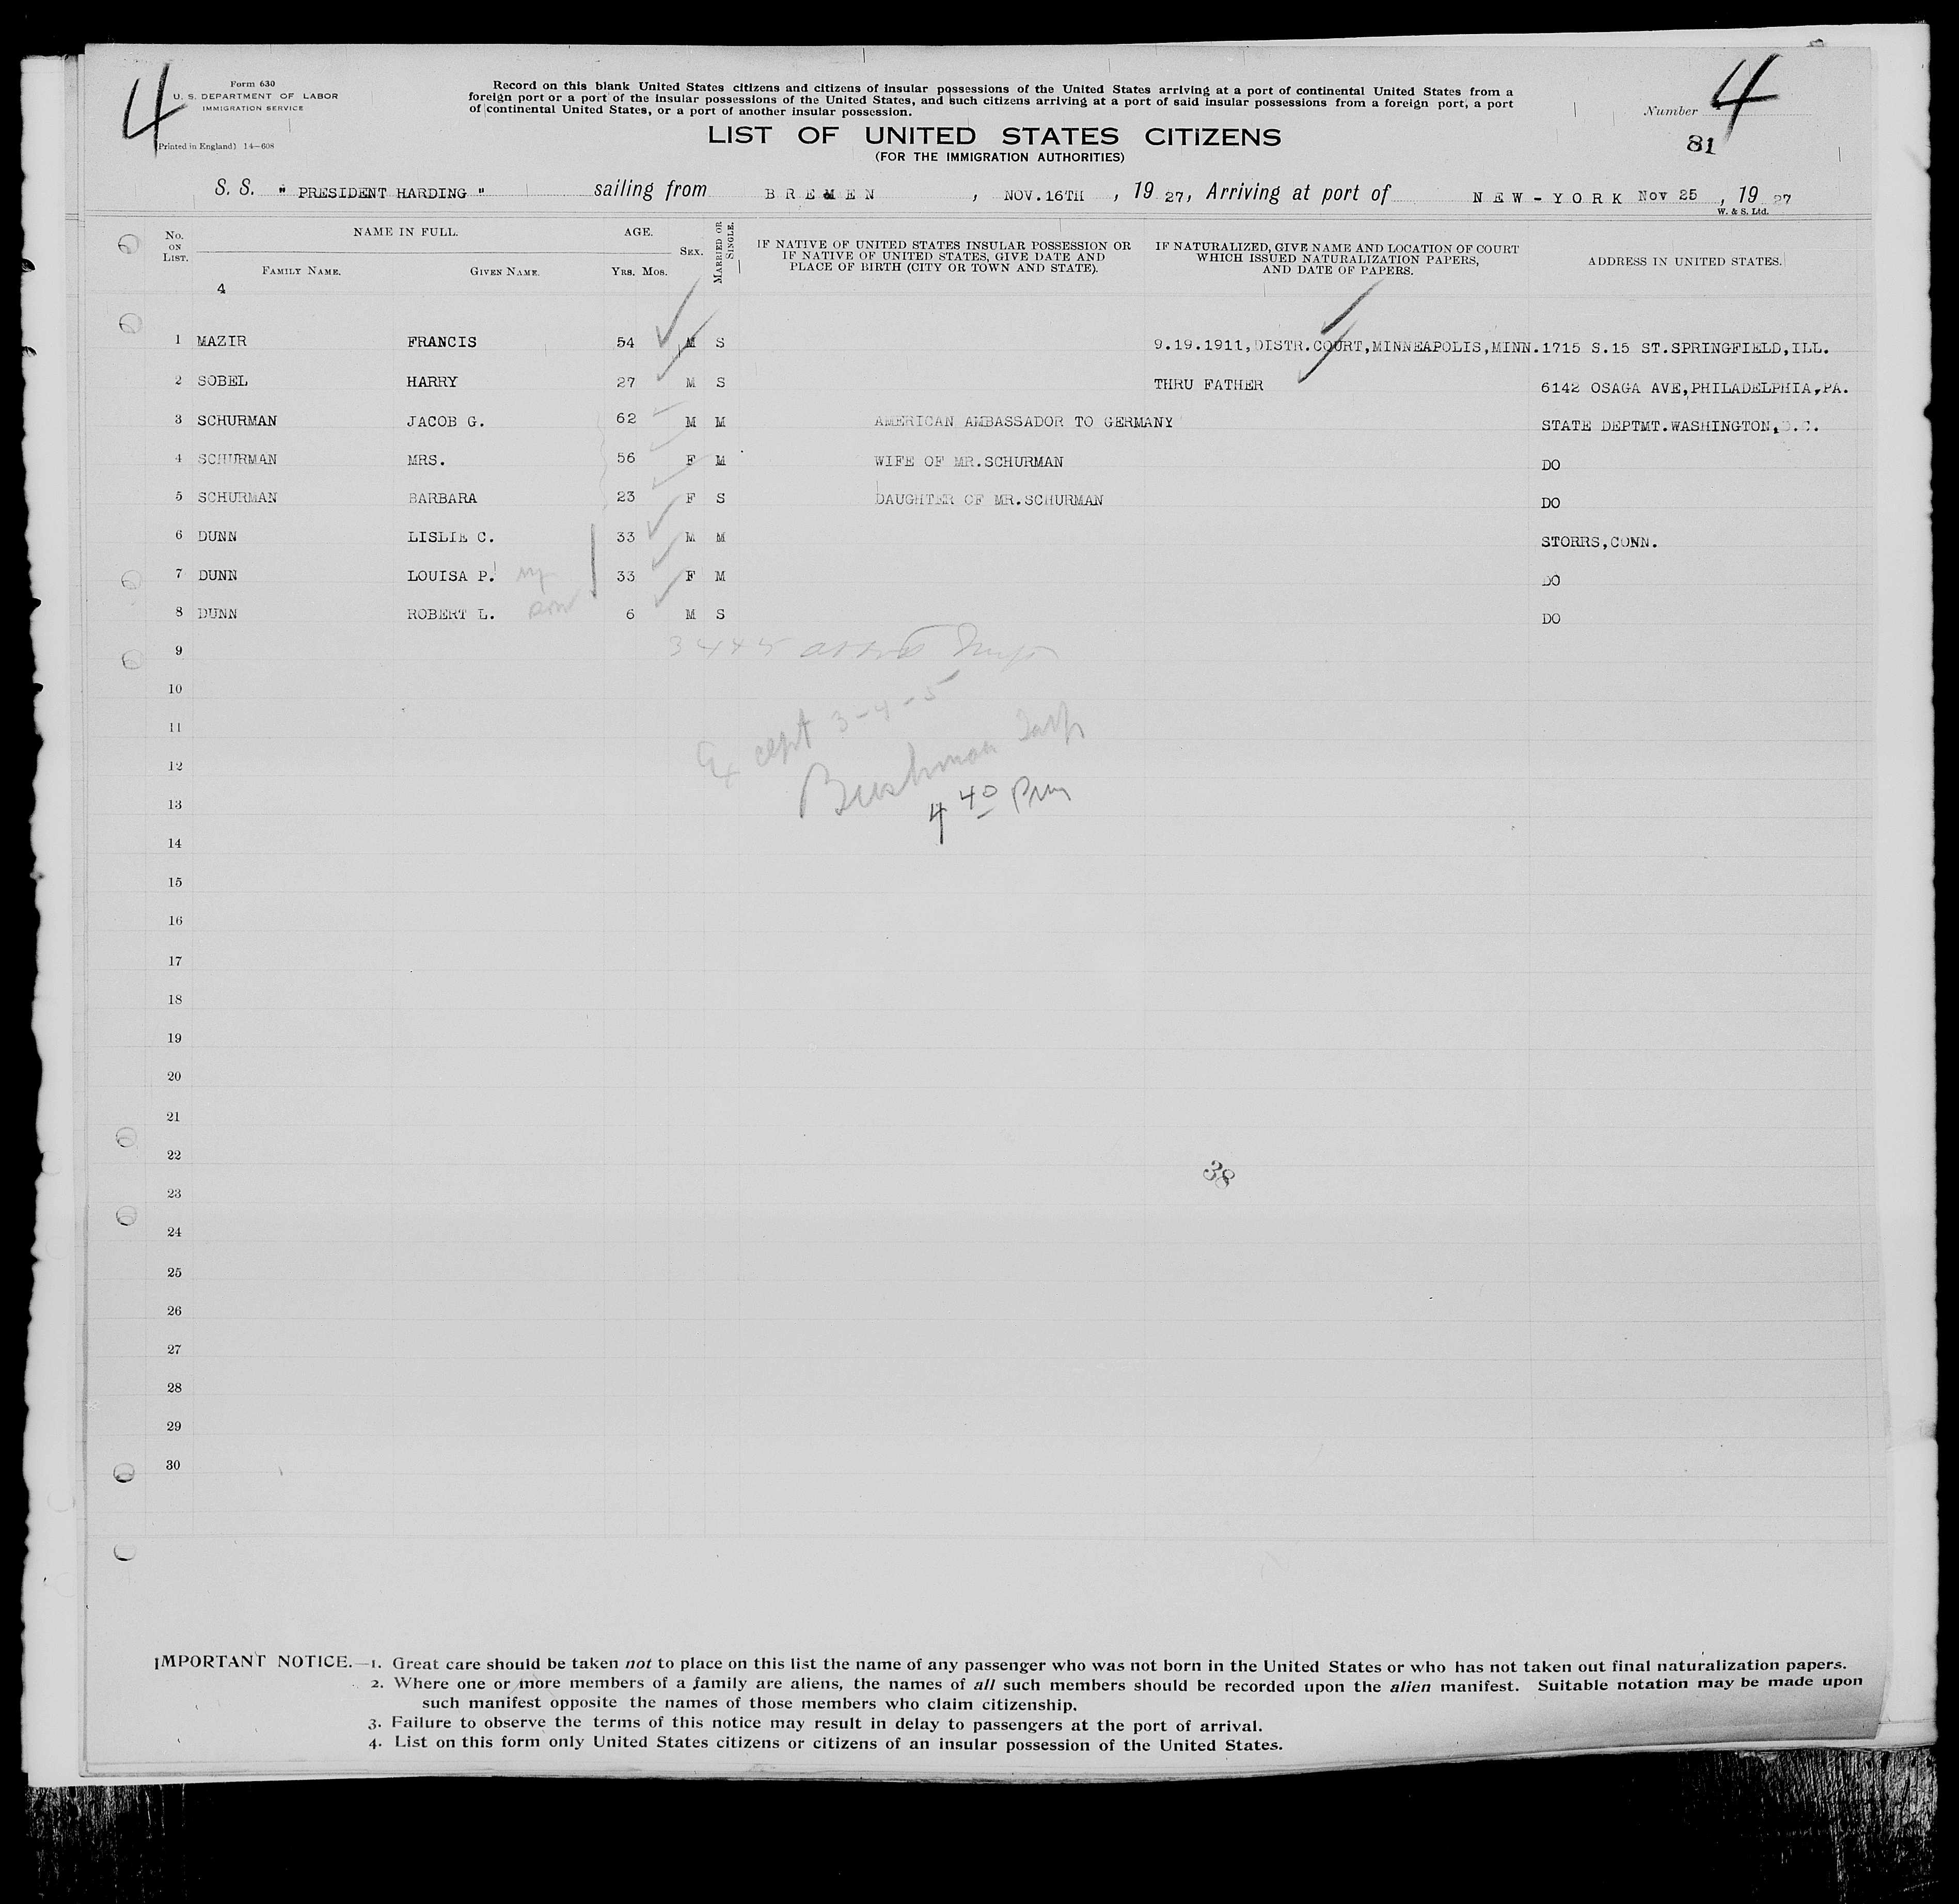 4
Form 630
U. S. DEPARTMENT OF LABOR
IMMIGRATION SERVICE
(Printed in England) 14—608
Record on this blank United States citizens and citizens of insular possessions of the United States arriving at a port of continental United States from a
foreign port or a port of the insular possessions of the United States, and such citizens arriving at a port of said insular possessions from a foreign port, a port
of continental United States, or a port of another insular possession.
Number 4
81
LIST OF UNITED STATES CITIZENS
(FOR THE IMMIGRATION AUTHORITIES)
S. S. " PRESIDENT HARDING " sailing from BREMEN , NOV.16TH , 19 27, Arriving at port of NEW-YORK Nov 25 , 19 27
W. & S. Ltd.
No. ON LIST. NAME IN FULL. AGE. SEX. MARRIED OR SINGLE. IF NATIVE OF UNITED STATES INSULAR POSSESSION OR IF NATIVE OF UNITED STATES, GIVE DATE AND PLACE OF BIRTH (CITY OR TOWN AND STATE). IF NATURALIZED, GIVE NAME AND LOCATION OF COURT WHICH ISSUED NATURALIZATION PAPERS, AND DATE OF PAPERS. ADDRESS IN UNITED STATES.
FAMILY NAME. GIVEN NAME. YRS. MOS.
4
1 MAZIR FRANCIS 54 M S 9.19.1911,DISTR.COURT,MINNEAPOLIS,MINN. 1715 S.15 ST.SPRINGFIELD,ILL.
2 SOBEL HARRY 27 M S THRU FATHER 6142 OSAGA AVE,PHILADELPHIA,PA.
3 SCHURMAN JACOB G. 62 M M AMERICAN AMBASSADOR TO GERMANY STATE DEPTMT.WASHINGTON,D.C.
4 SCHURMAN MRS. 56 F M WIFE OF MR.SCHURMAN DO
5 SCHURMAN BARBARA 23 F S DAUGHTER OF MR.SCHURMAN DO
6 DUNN LISLIE C. 33 M M STORRS,CONN.
7 DUNN LOUISA P. 33 F M DO
8 DUNN ROBERT L. son 6 M S DO
9
10
Except 3-4-5
11
12
Bushman
13
4 40 Pm
14
15
16
17
18
19
20
21
22
38
23
24
25
26
27
28
29
30
IMPORTANT NOTICE.—1. Great care should be taken not to place on this list the name of any passenger who was not born in the United States or who has not taken out final naturalization papers.
2. Where one or more members of a family are aliens, the names of all such members should be recorded upon the alien manifest. Suitable notation may be made upon
such manifest opposite the names of those members who claim citizenship.
3. Failure to observe the terms of this notice may result in delay to passengers at the port of arrival.
4. List on this form only United States citizens or citizens of an insular possession of the United States.